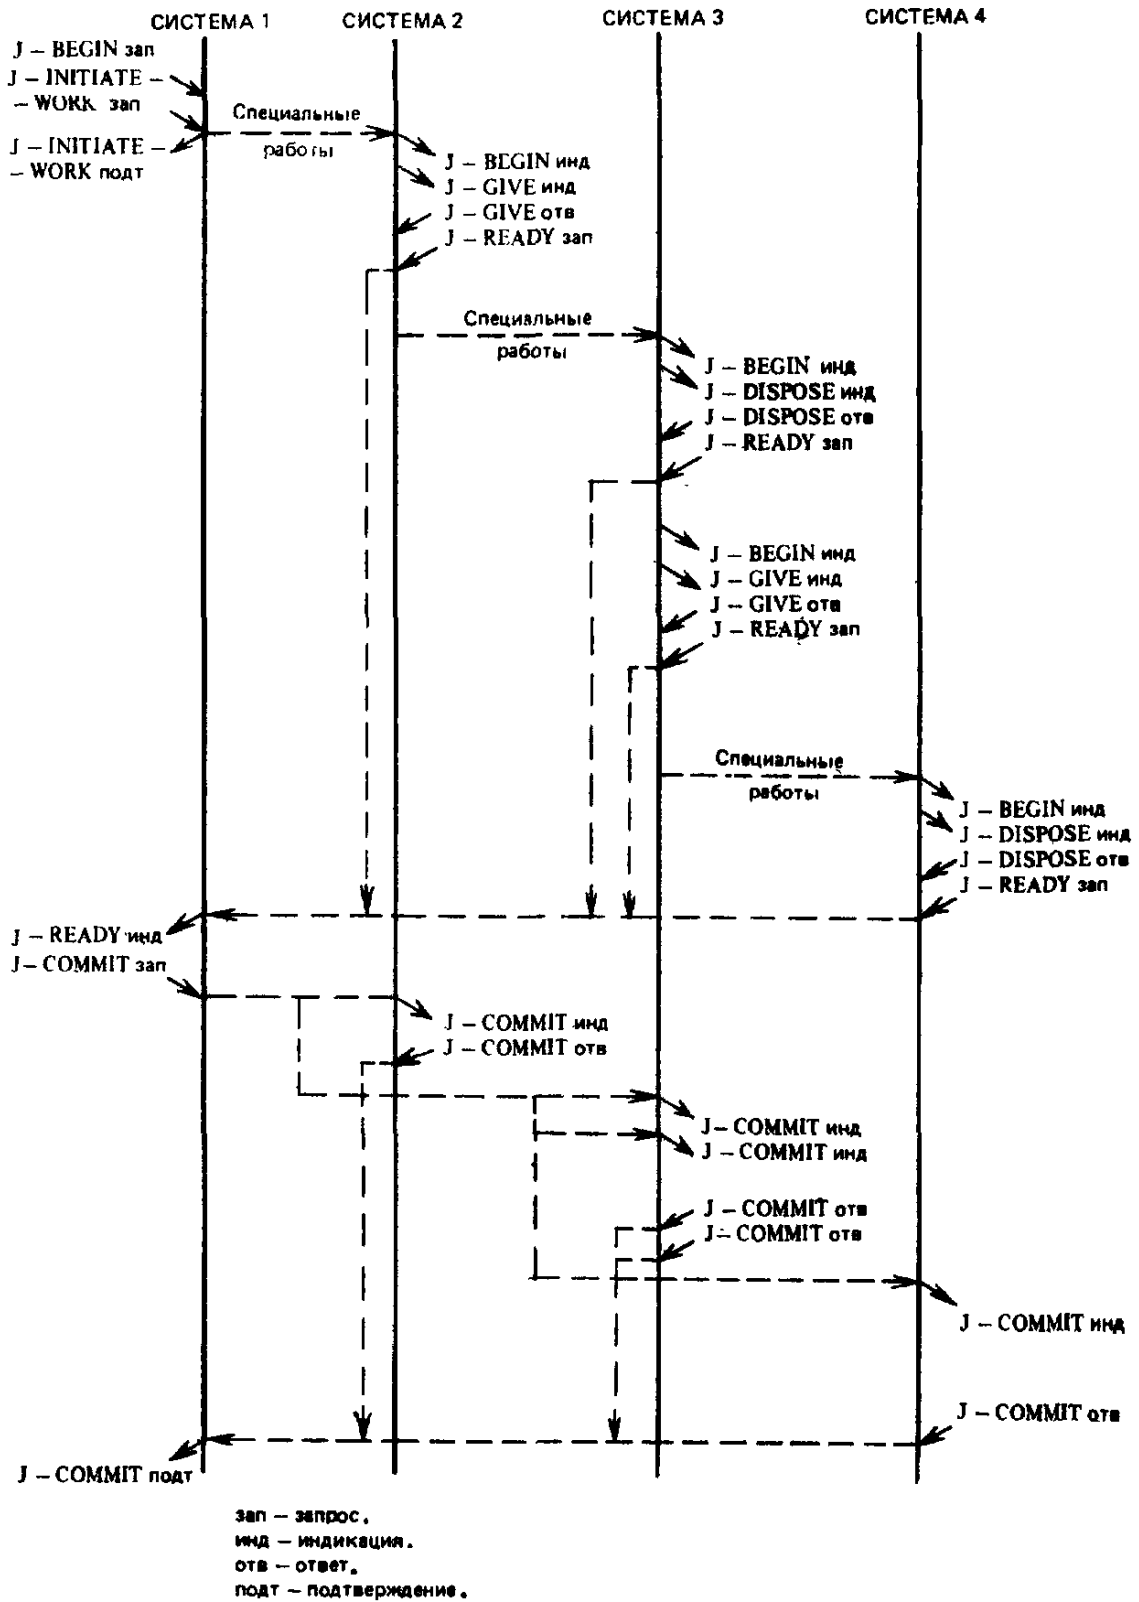 СИСТЕМА 1 СИСТЕМА 2 СИСТЕМА 3 СИСТЕМА 4
J – BEGIN зап
J – INITIATE –
– WORK зап
J – INITIATE –
– WORK подт
Специальные
работы
J – BEGIN инд
J – GIVE инд
J – GIVE отв
J – READY зап
Специальные
работы
J – BEGIN инд
J – DISPOSE инд
J – DISPOSE отв
J – READY зап
J – BEGIN инд
J – GIVE инд
J – GIVE отв
J – READY зап
Специальные
работы
J – BEGIN инд
J – DISPOSE инд
J – DISPOSE отв
J – READY зап
J – READY инд
J – COMMIT зап
J – COMMIT инд
J – COMMIT отв
J – COMMIT инд
J – COMMIT инд
J – COMMIT отв
J – COMMIT отв
J – COMMIT инд
J – COMMIT отв
J – COMMIT подт
зап – запрос.
инд – индикация.
отв – ответ.
подт – подтверждение.